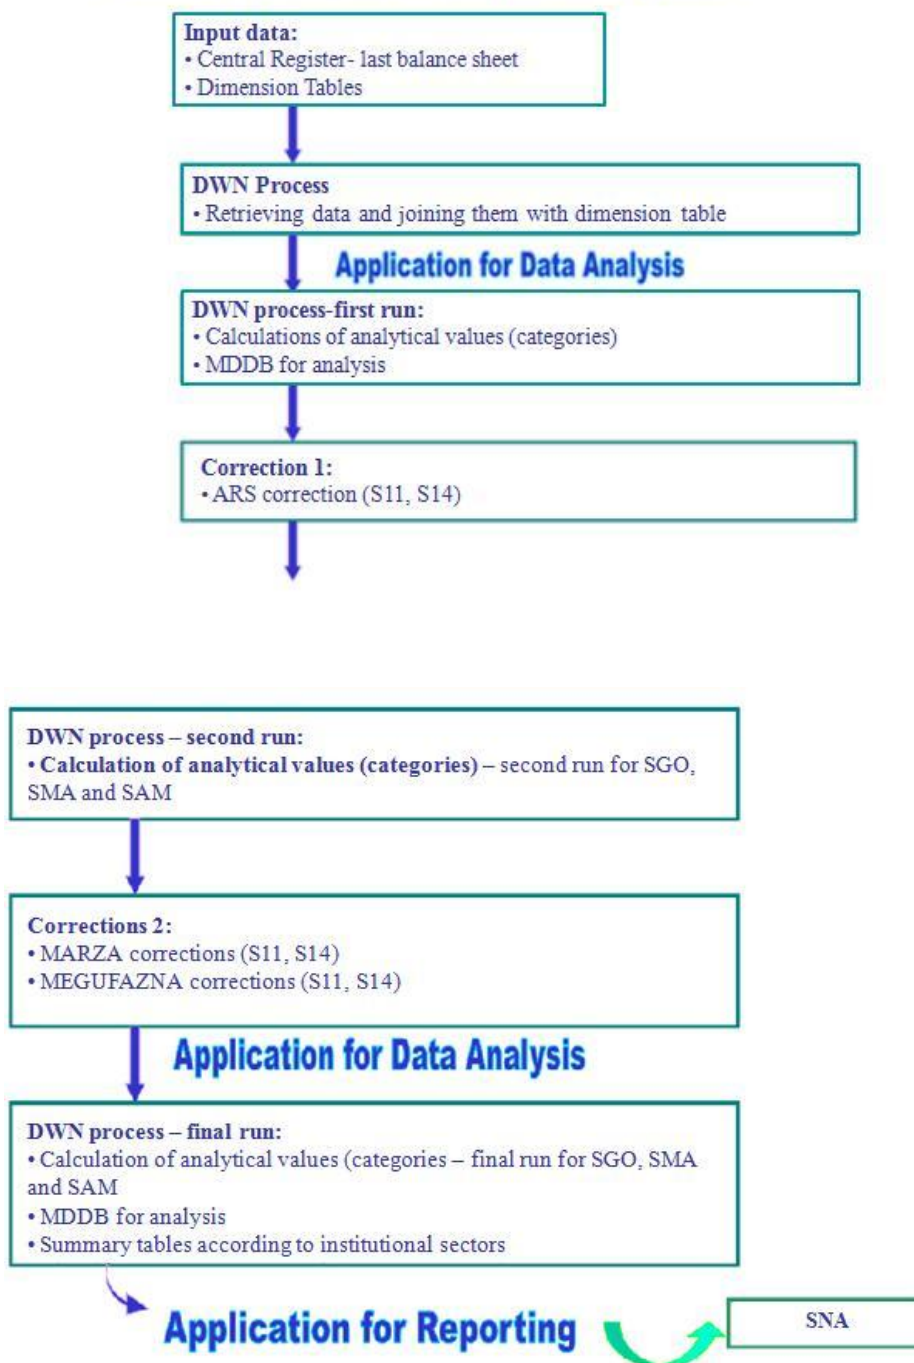 Input data:
• Central Register- last balance sheet
• Dimension Tables
DWN Process
• Retrieving data and joining them with dimension table
Application for Data Analysis
DWN process-first run:
• Calculations of analytical values (categories)
• MDDB for analysis
Correction 1:
• ARS correction (S11, S14)
DWN process – second run:
• Calculation of analytical values (categories) – second run for SGO,
SMA and SAM
Corrections 2:
• MARZA corrections (S11, S14)
• MEGUFAZNA corrections (S11, S14)
Application for Data Analysis
DWN process – final run:
• Calculation of analytical values (categories – final run for SGO, SMA
and SAM
• MDDB for analysis
• Summary tables according to institutional sectors
Application for Reporting
SNA